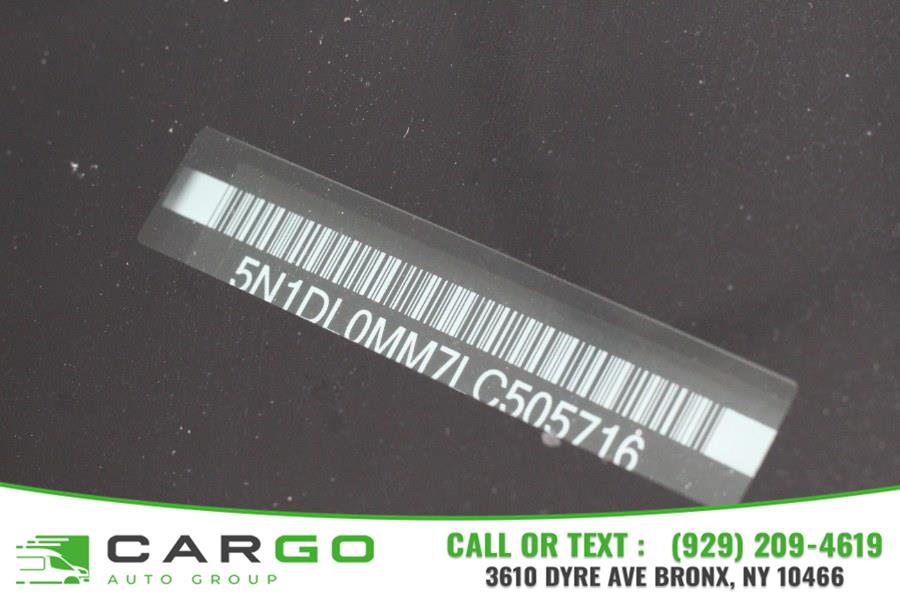 5N1DL0MM7LC505716
CARGO
AUTO GROUP
CALL OR TEXT : (929) 209-4619
3610 DYRE AVE BRONX, NY 10466